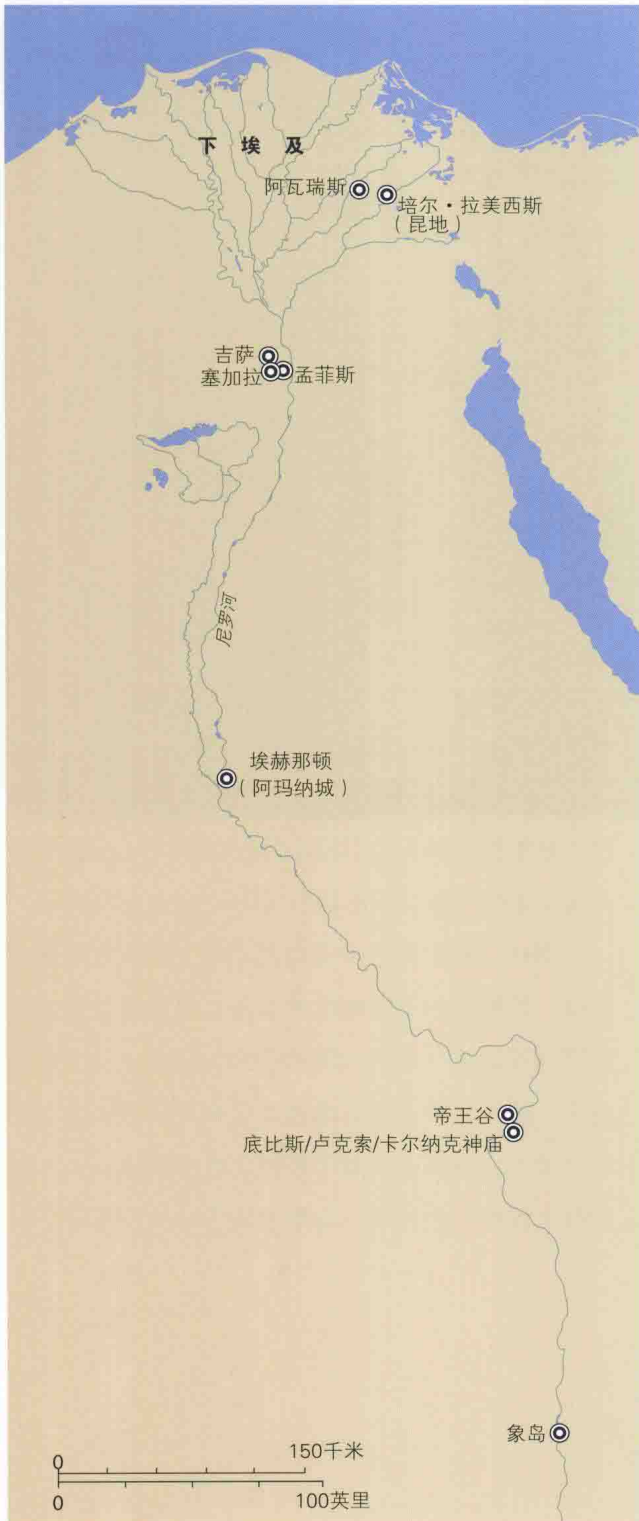 下埃及
阿瓦瑞斯
培尔·拉美西斯
（昆地）
吉萨
塞加拉
孟菲斯
尼罗河
埃赫那顿
（阿玛纳城）
帝王谷
底比斯/卢克索/卡尔纳克神庙
象岛
0 150千米
0 100英里